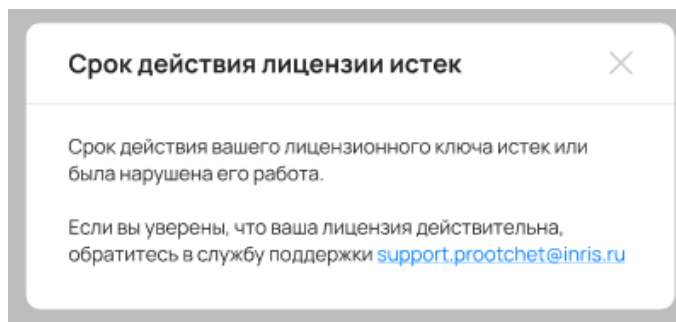 Срок действия лицензии истек
Срок действия вашего лицензионного ключа истек или
была нарушена его работа.
Если вы уверены, что ваша лицензия действительна,
обратитесь в службу поддержки support.prootchet@inris.ru